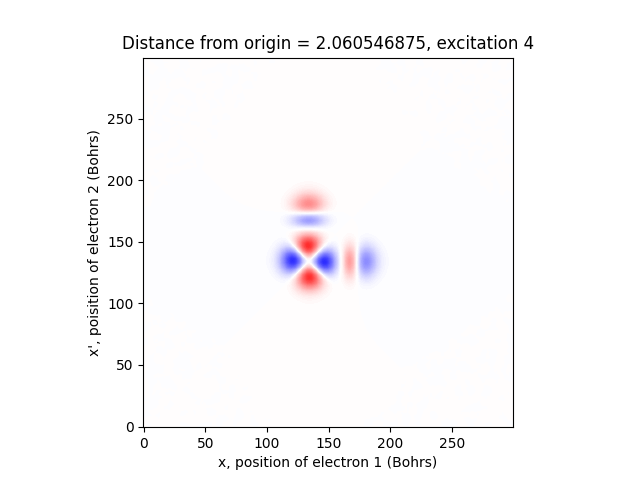 Distance from origin = 2.060546875, excitation 4
x', poisition of electron 2 (Bohrs)
250
200
150
100
50
0
0 50 100 150 200 250
x, position of electron 1 (Bohrs)